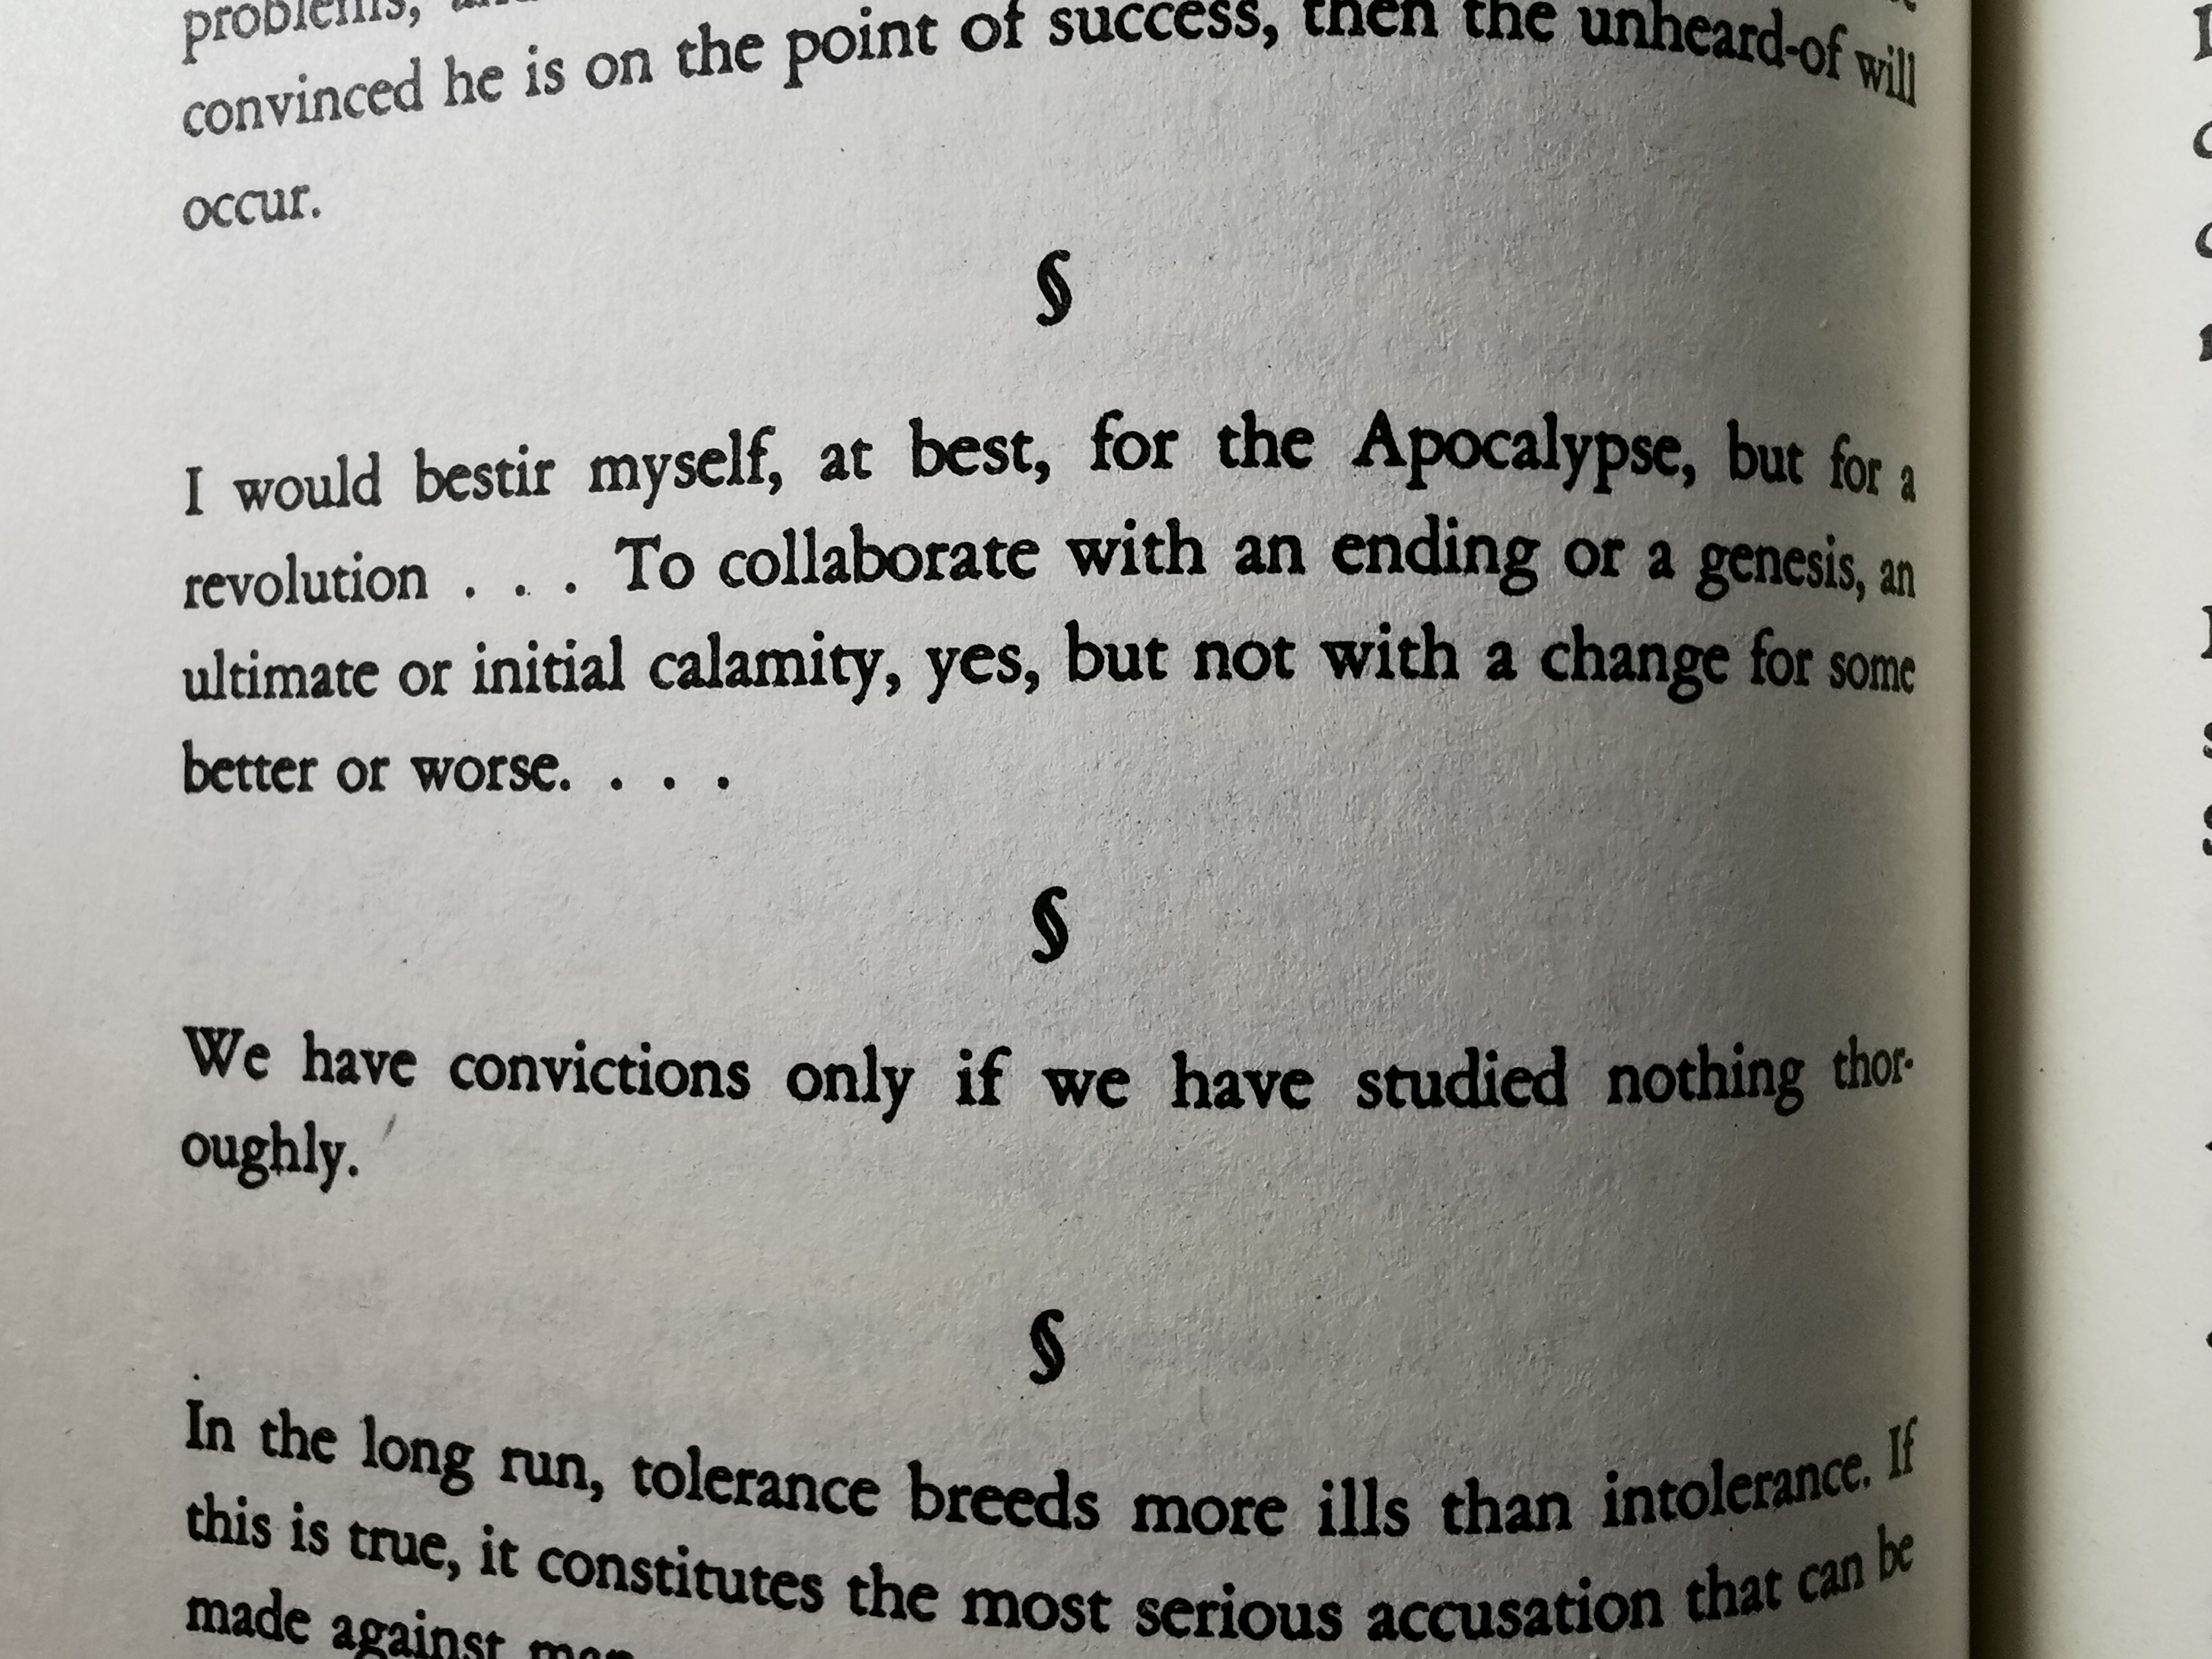 problems,
convinced he is on the point of success, then the unheard-of will
occur.
§
I would bestir myself, at best, for the Apocalypse, but for a
revolution . . . To collaborate with an ending or a genesis, an
ultimate or initial calamity, yes, but not with a change for some
better or worse. . . .
§
We have convictions only if we have studied nothing thor-
oughly.
§
In the long run, tolerance breeds more ills than intolerance. If
this is true, it constitutes the most serious accusation that can be
made against man